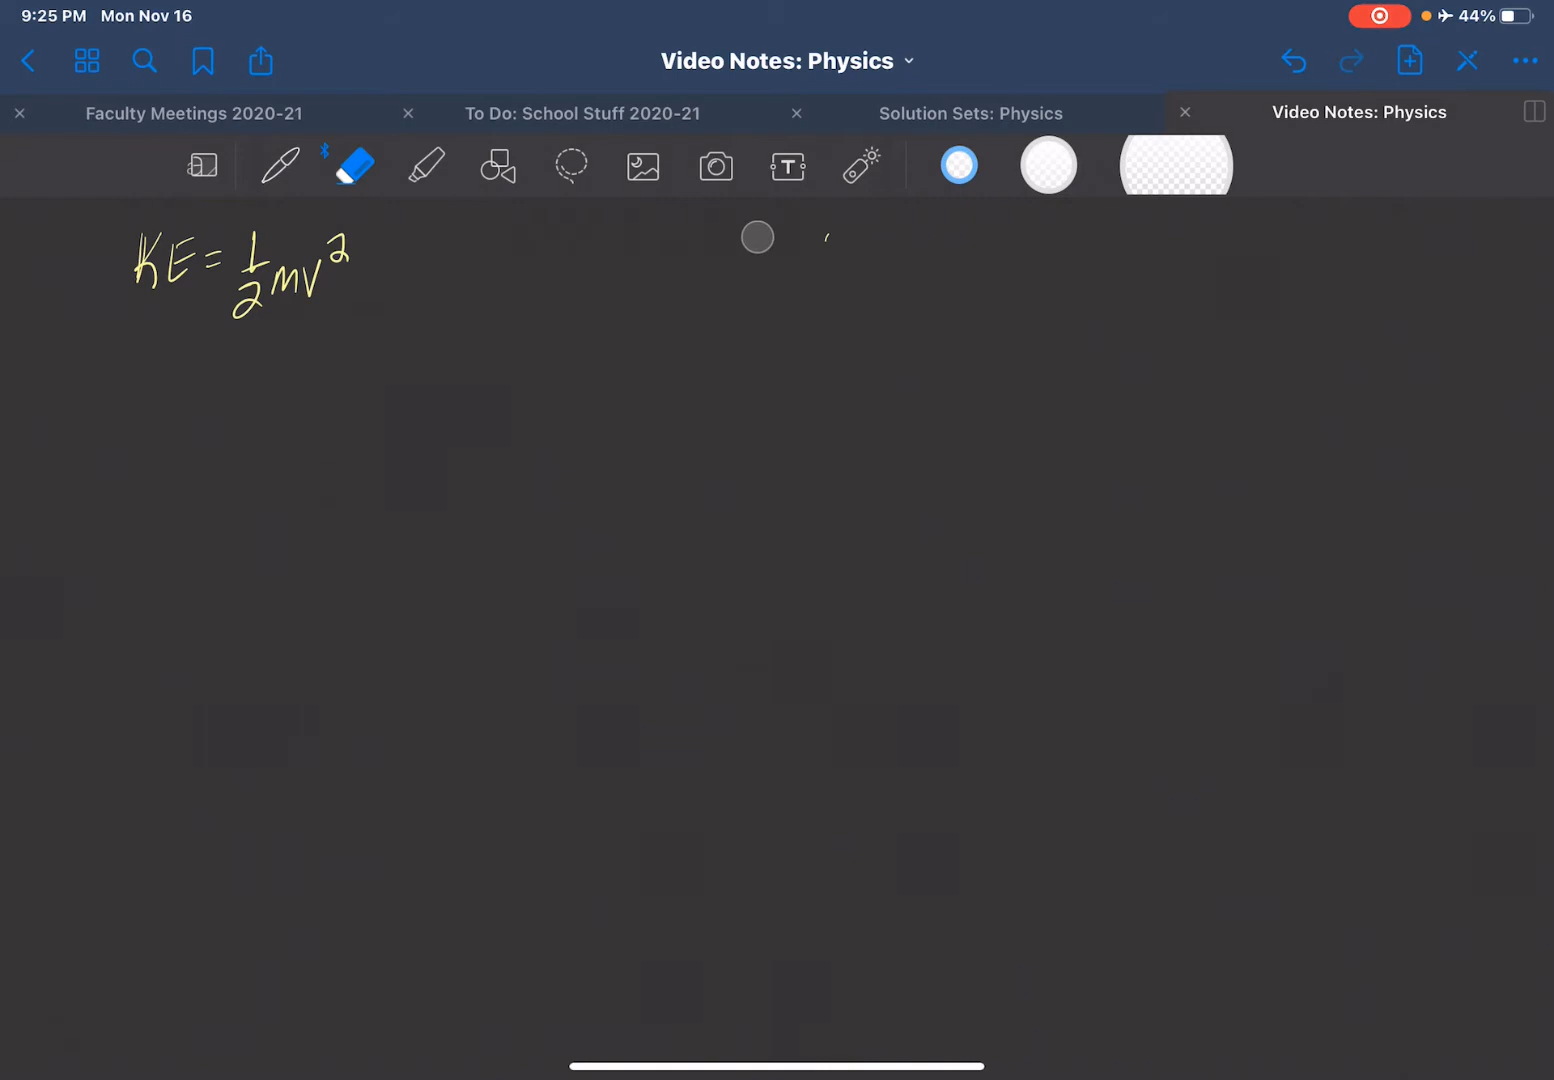 9:25 PM Mon Nov 16 44%
Video Notes: Physics
Faculty Meetings 2020-21 To Do: School Stuff 2020-21 Solution Sets: Physics Video Notes: Physics
T
KE = 1/2 mv²